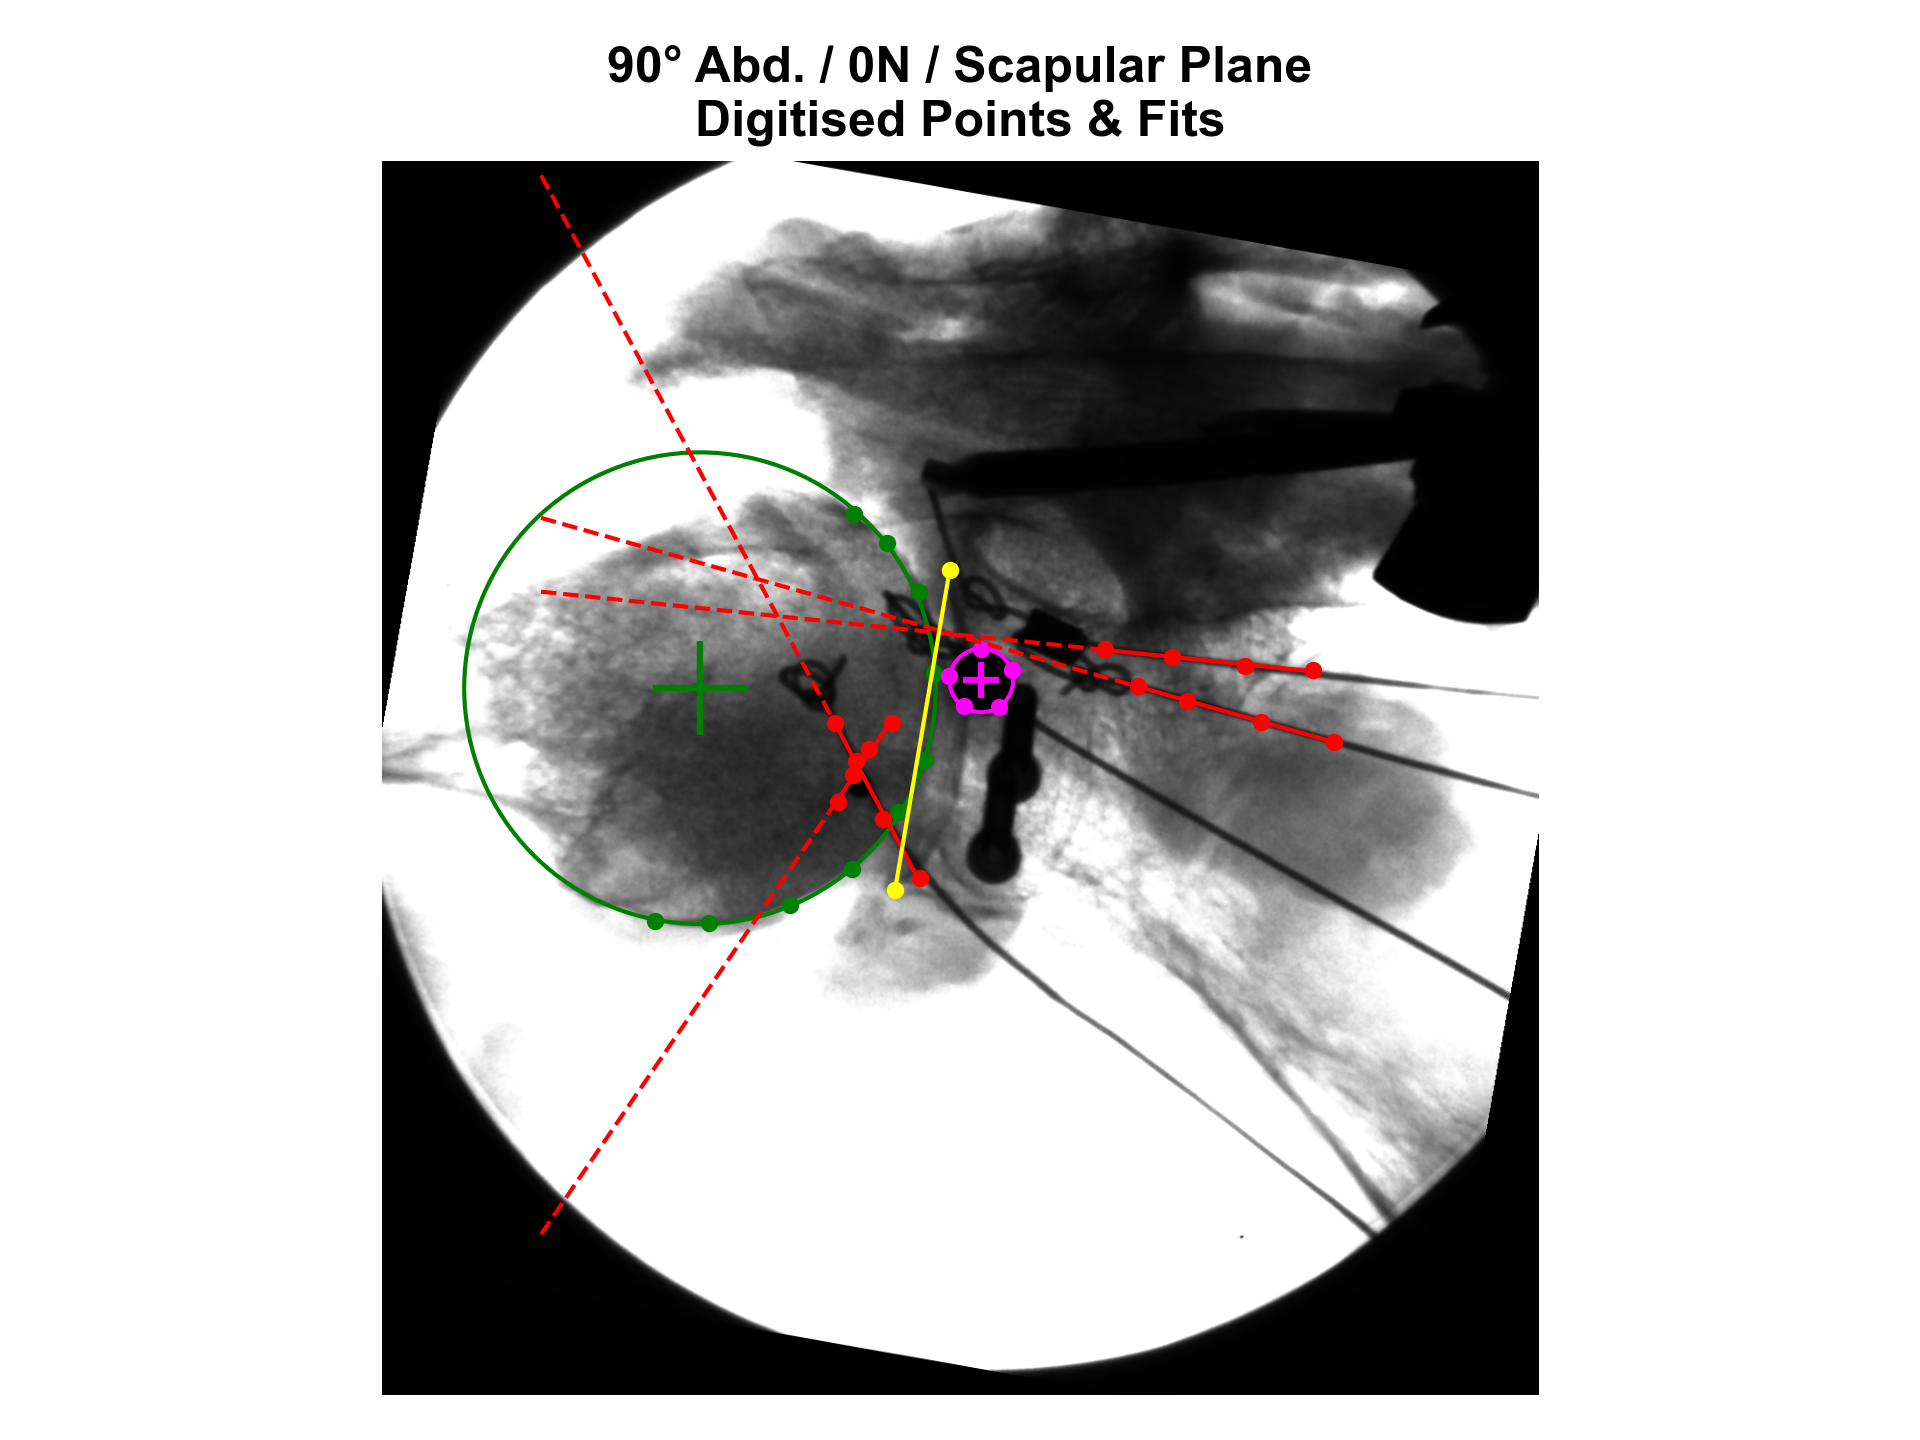 90° Abd. / 0N / Scapular Plane
Digitised Points & Fits